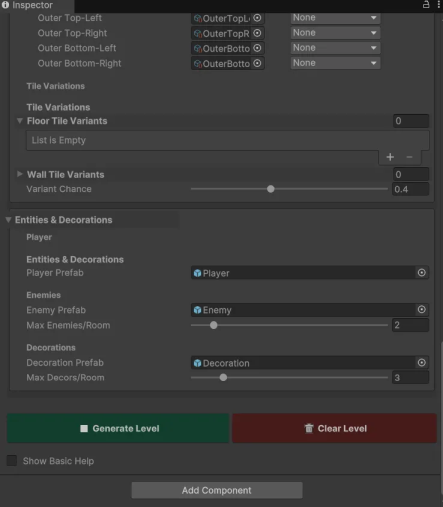 Inspector
Outer Top-Left OuterTopL None
Outer Top-Right OuterTopR None
Outer Bottom-Left OuterBotto None
Outer Bottom-Right OuterBotto None
Tile Variations
Tile Variations
Floor Tile Variants 0
List is Empty
+ −
Wall Tile Variants 0
Variant Chance 0.4
Entities & Decorations
Player
Entities & Decorations
Player Prefab Player
Enemies
Enemy Prefab Enemy
Max Enemies/Room 2
Decorations
Decoration Prefab Decoration
Max Decors/Room 3
Generate Level Clear Level
Show Basic Help
Add Component